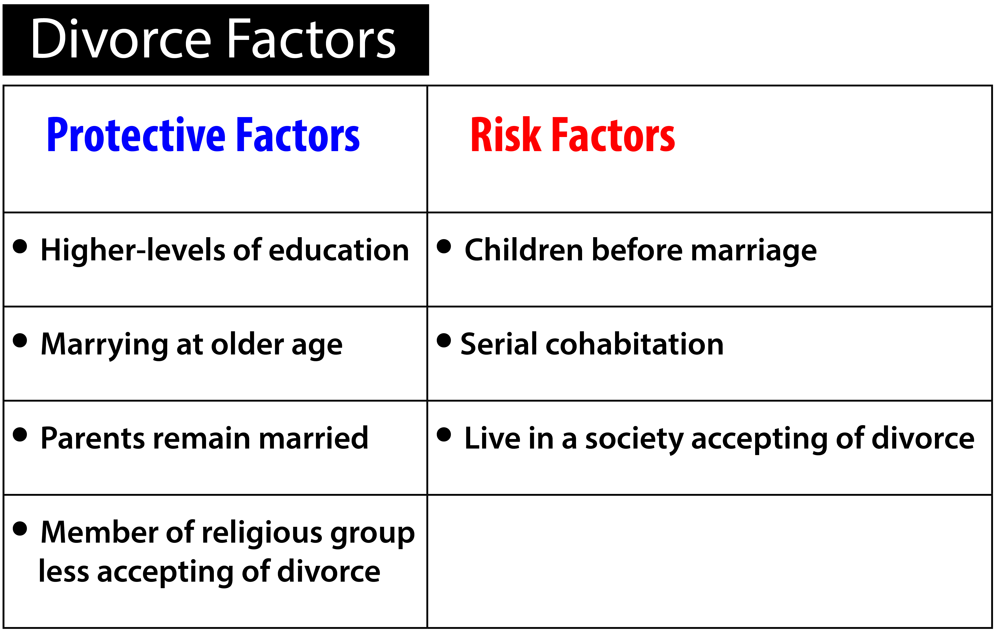 Divorce Factors
Protective Factors
Risk Factors
● Higher-levels of education
● Children before marriage
● Marrying at older age
● Serial cohabitation
● Parents remain married
● Live in a society accepting of divorce
● Member of religious group
less accepting of divorce